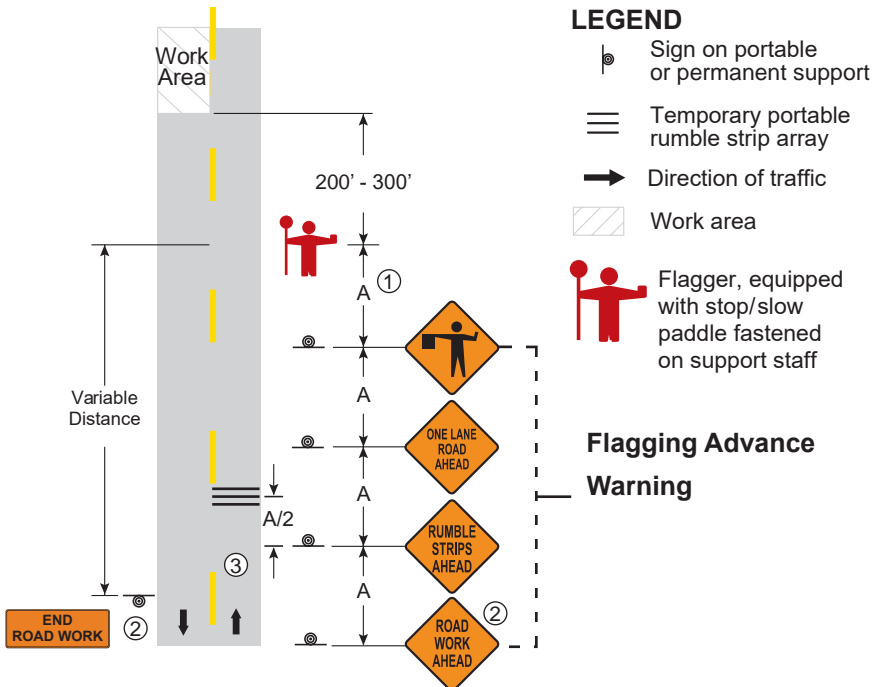 Work
Area
200' - 300'
A ①
A
Variable
Distance
ONE LANE
ROAD
AHEAD
A
A/2
RUMBLE
STRIPS
AHEAD
③
A
END
ROAD WORK
②
ROAD
WORK
AHEAD
②
LEGEND
Sign on portable
or permanent support
Temporary portable
rumble strip array
Direction of traffic
Work area
Flagger, equipped
with stop/slow
paddle fastened
on support staff
Flagging Advance
Warning